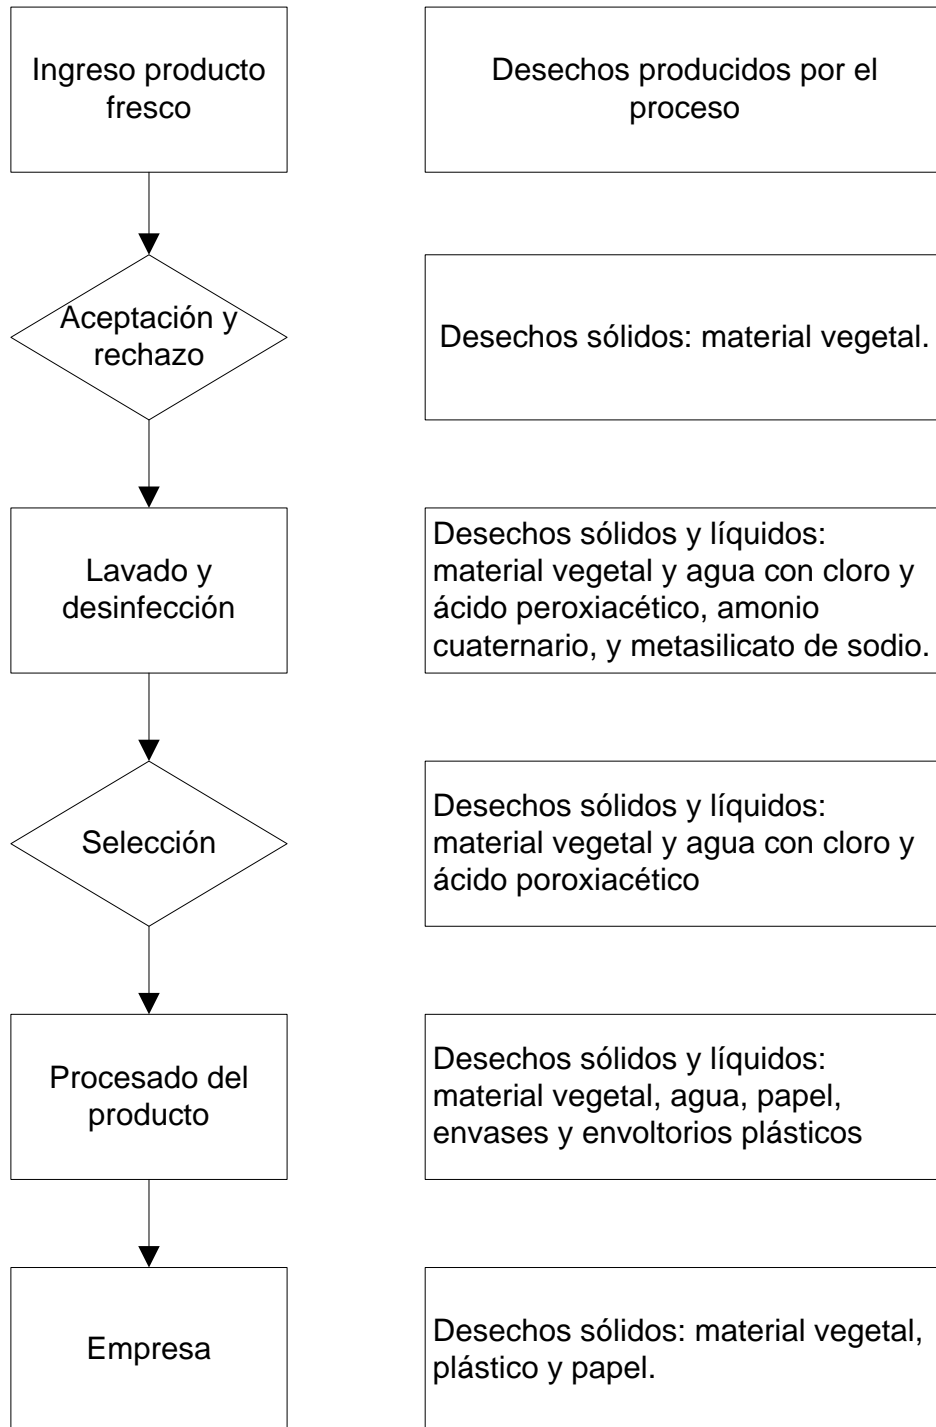 Ingreso producto
fresco
Desechos producidos por el
proceso
Aceptación y
rechazo
Desechos sólidos: material vegetal.
Lavado y
desinfección
Desechos sólidos y líquidos:
material vegetal y agua con cloro y
ácido peroxiacético, amonio
cuaternario, y metasilicato de sodio.
Selección
Desechos sólidos y líquidos:
material vegetal y agua con cloro y
ácido poroxiacético
Procesado del
producto
Desechos sólidos y líquidos:
material vegetal, agua, papel,
envases y envoltorios plásticos
Empresa
Desechos sólidos: material vegetal,
plástico y papel.